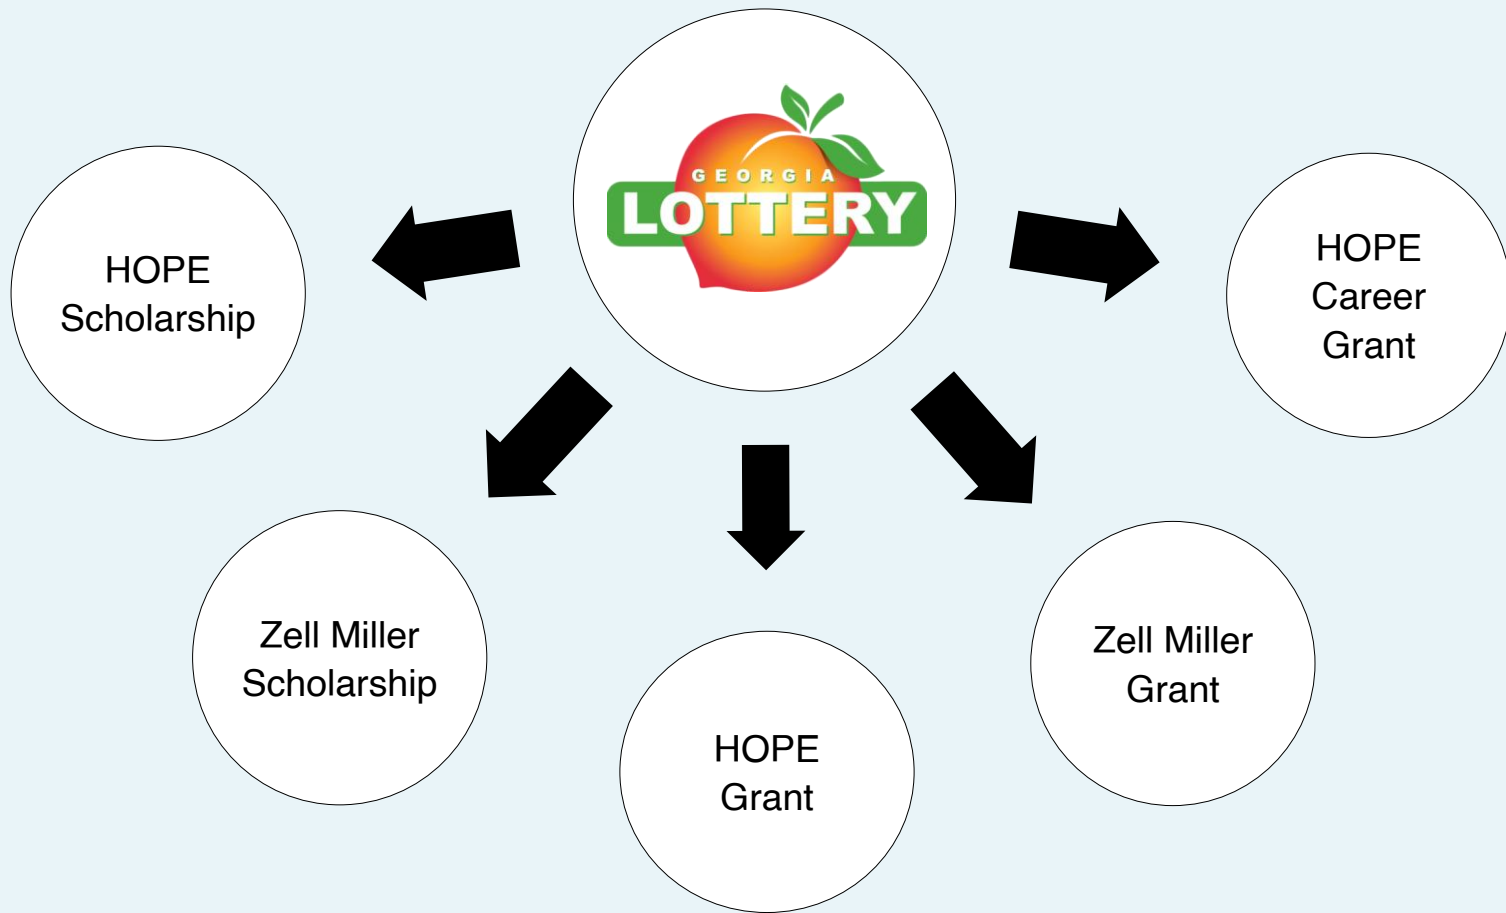 GEORGIA
LOTTERY
HOPE
Scholarship
Zell Miller
Scholarship
HOPE
Grant
Zell Miller
Grant
HOPE
Career
Grant